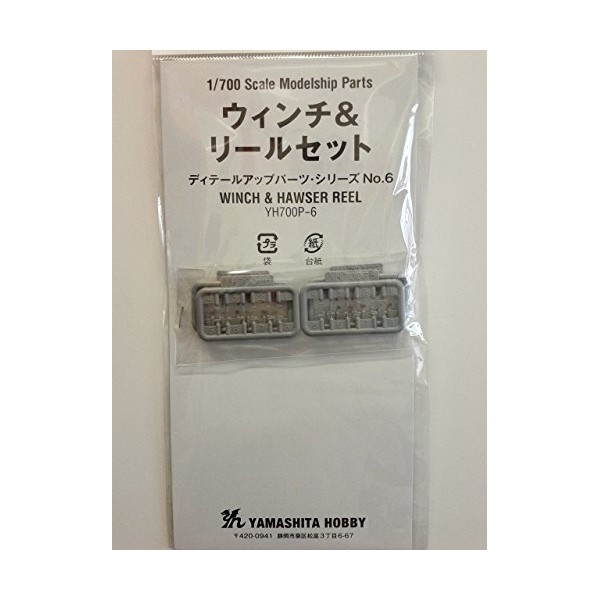 1/700 Scale Modelship Parts
ウィンチ&
リールセット
ディテールアップパーツ・シリーズ No.6
WINCH & HAWSER REEL
YH700P-6
プラ 紙
袋 台紙
YAMASHITA HOBBY
〒420-0941 静岡市葵区松富3丁目6-67